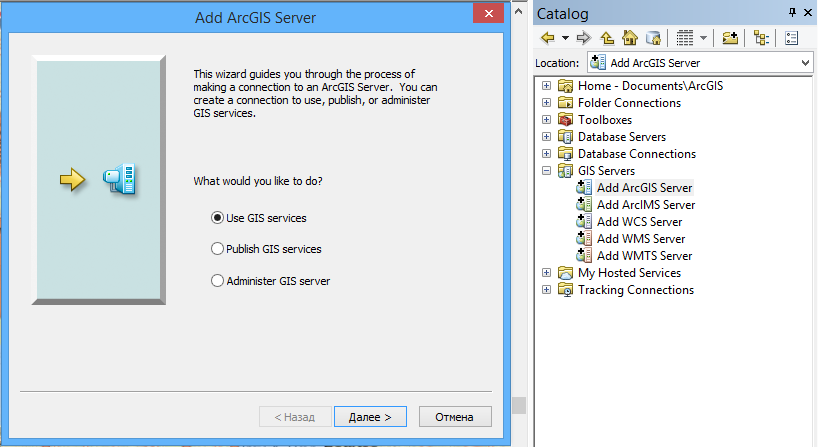 Add ArcGIS Server
This wizard guides you through the process of
making a connection to an ArcGIS Server. You can
create a connection to use, publish, or administer
GIS services.
What would you like to do?
Use GIS services
Publish GIS services
Administer GIS server
< Назад
Далее >
Отмена
Catalog
Location:
Add ArcGIS Server
Home - Documents\ArcGIS
Folder Connections
Toolboxes
Database Servers
Database Connections
GIS Servers
Add ArcGIS Server
Add ArcIMS Server
Add WCS Server
Add WMS Server
Add WMTS Server
My Hosted Services
Tracking Connections